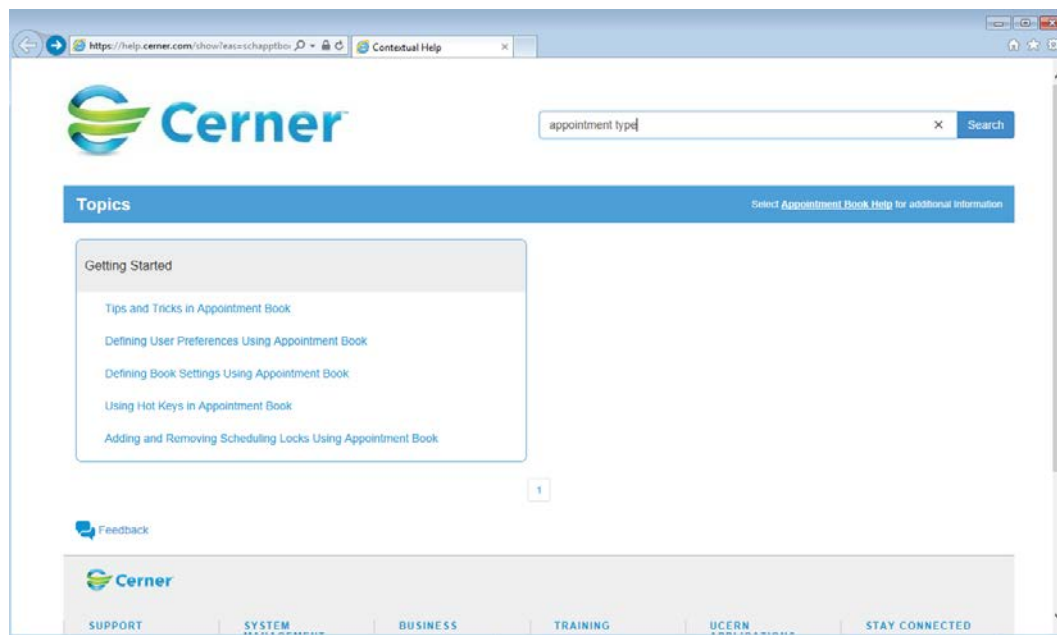 https://help.cerner.com/show?eas=schapptboo
Contextual Help
Cerner
appointment type
Search
Topics
Select Appointment Book Help for additional information
Getting Started
Tips and Tricks in Appointment Book
Defining User Preferences Using Appointment Book
Defining Book Settings Using Appointment Book
Using Hot Keys in Appointment Book
Adding and Removing Scheduling Locks Using Appointment Book
1
Feedback
Cerner
SUPPORT
SYSTEM
BUSINESS
TRAINING
UCERN
STAY CONNECTED
MANAGEMENT
APPLICATIONS